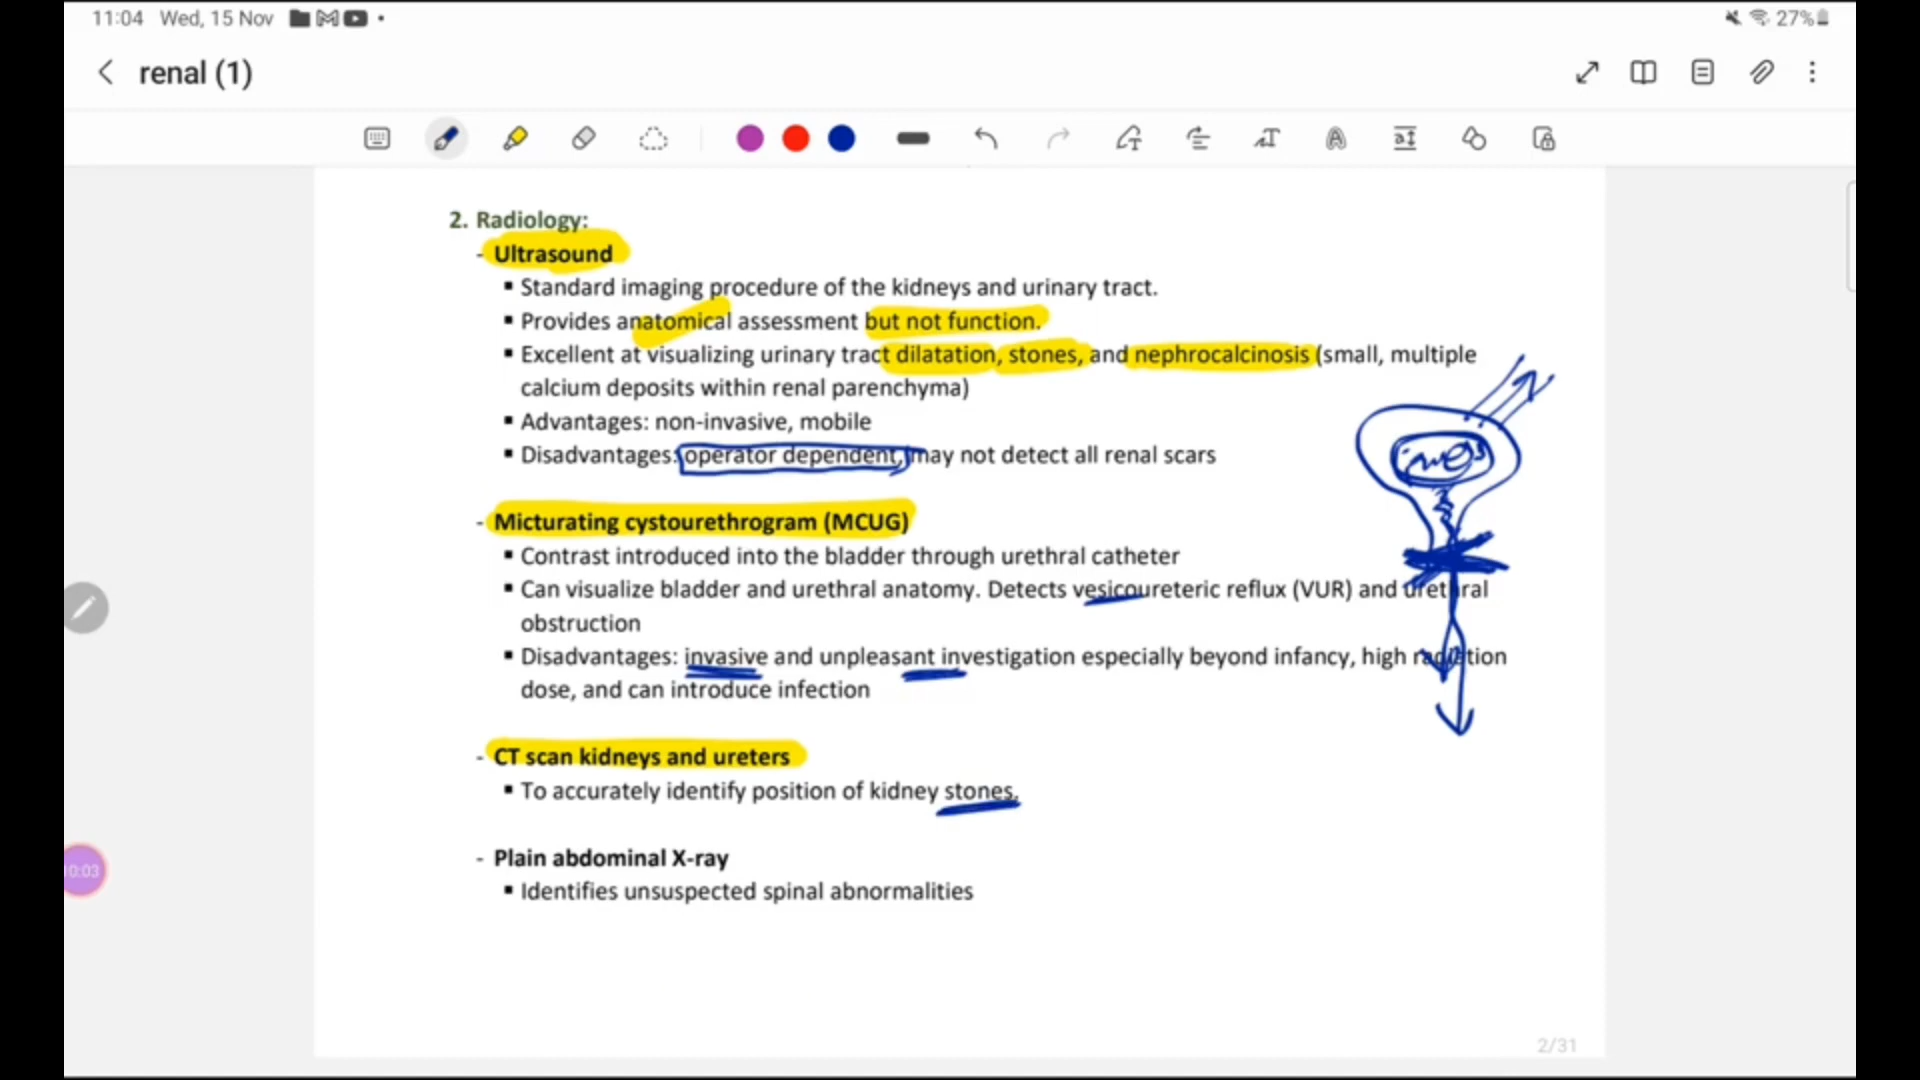 11:04 Wed, 15 Nov
27%
renal (1)
2. Radiology:
- Ultrasound
▪ Standard imaging procedure of the kidneys and urinary tract.
▪ Provides anatomical assessment but not function.
▪ Excellent at visualizing urinary tract dilatation, stones, and nephrocalcinosis (small, multiple
calcium deposits within renal parenchyma)
▪ Advantages: non-invasive, mobile
▪ Disadvantages: operator dependent, may not detect all renal scars
- Micturating cystourethrogram (MCUG)
▪ Contrast introduced into the bladder through urethral catheter
▪ Can visualize bladder and urethral anatomy. Detects vesicoureteric reflux (VUR) and urethral
obstruction
▪ Disadvantages: invasive and unpleasant investigation especially beyond infancy, high radiation
dose, and can introduce infection
- CT scan kidneys and ureters
▪ To accurately identify position of kidney stones.
- Plain abdominal X-ray
▪ Identifies unsuspected spinal abnormalities
10:03
2/31